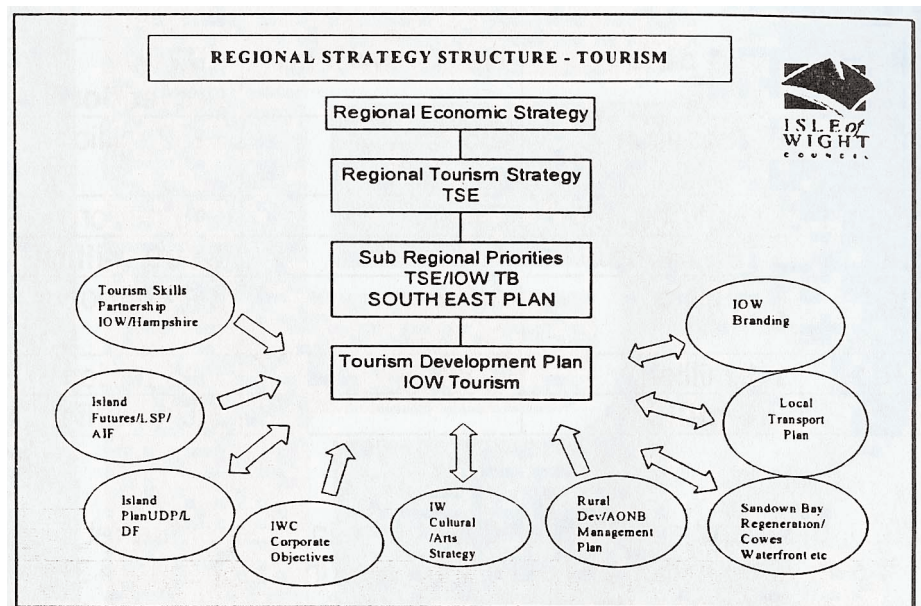 REGIONAL STRATEGY STRUCTURE - TOURISM
ISLE of
WIGHT
COUNCIL
Regional Economic Strategy
Regional Tourism Strategy
TSE
Sub Regional Priorities
TSE/IOW TB
SOUTH EAST PLAN
Tourism Development Plan
IOW Tourism
Tourism Skills
Partnership
IOW/Hampshire
Island
Futures/LSP/
AIF
Island
PlanUDP/L
DF
IWC
Corporate
Objectives
IW
Cultural
/Arts
Strategy
Rural
Dev/AONB
Management
Plan
Sandown Bay
Regeneration/
Cowes
Waterfront etc
Local
Transport
Plan
IOW
Branding